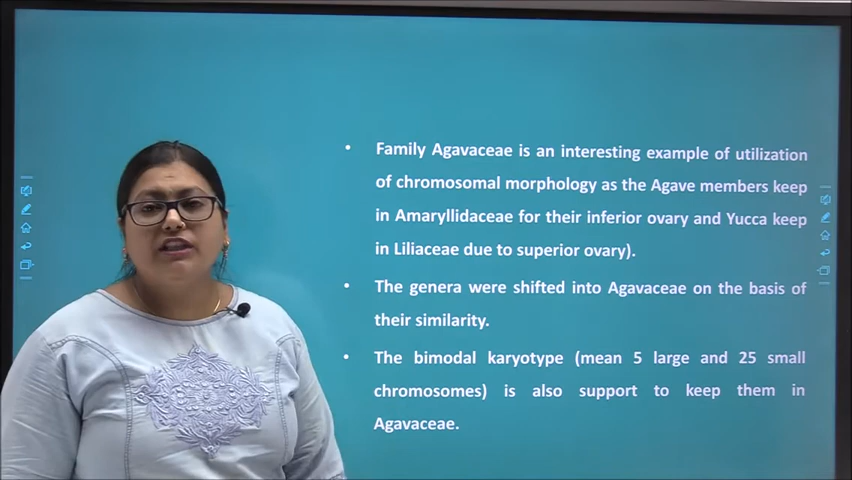 • Family Agavaceae is an interesting example of utilization
of chromosomal morphology as the Agave members keep
in Amaryllidaceae for their inferior ovary and Yucca keep
in Liliaceae due to superior ovary).
• The genera were shifted into Agavaceae on the basis of
their similarity.
• The bimodal karyotype (mean 5 large and 25 small
chromosomes) is also support to keep them in
Agavaceae.